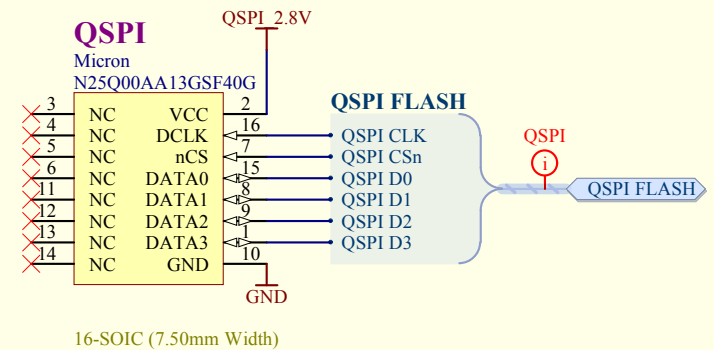 QSPI
Micron
N25Q00AA13GSF40G
QSPI 2.8V
3 NC VCC 2
4 NC DCLK 16
5 NC nCS 7
6 NC DATA0 15
11 NC DATA1 8
12 NC DATA2 9
13 NC DATA3 1
14 NC GND 10
GND
QSPI FLASH
QSPI CLK
QSPI CSn
QSPI D0
QSPI D1
QSPI D2
QSPI D3
QSPI
i
QSPI FLASH
16-SOIC (7.50mm Width)